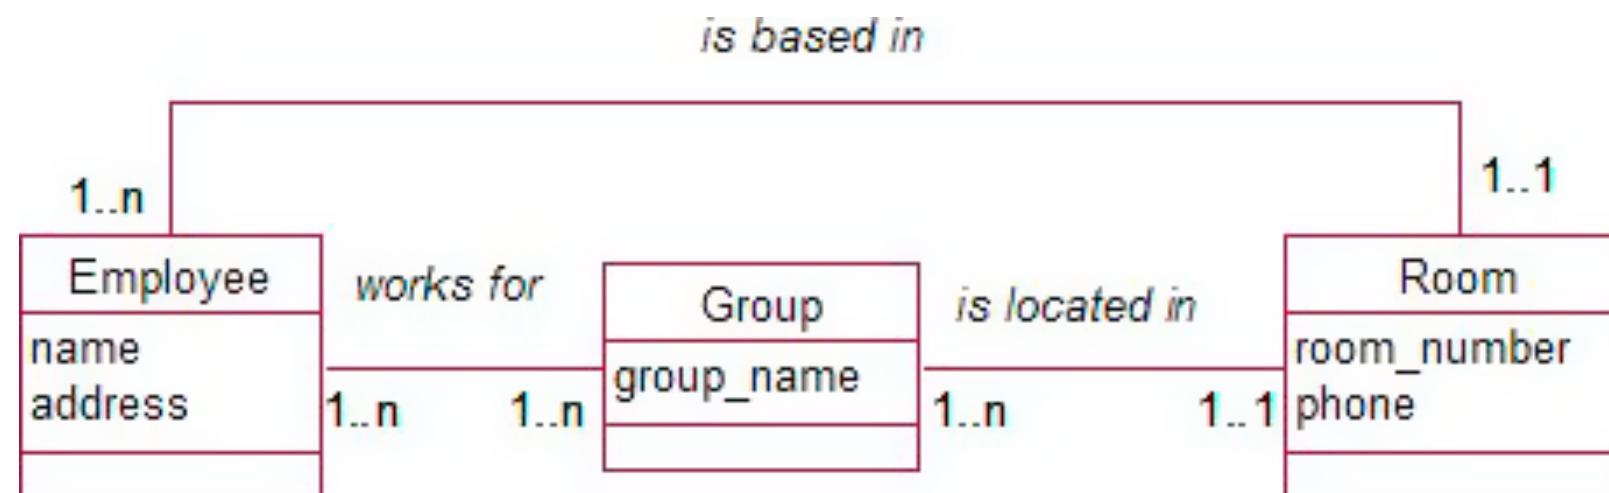 is based in
1..n
1..1
Employee
works for
Group
is located in
Room
name
address
group_name
room_number
phone
1..n
1..n
1..n
1..1